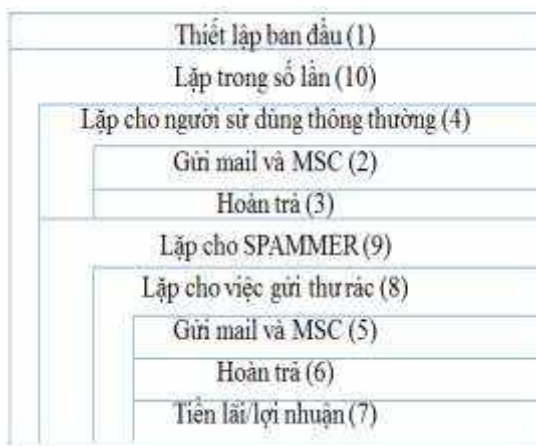 Thiết lập ban đầu (1)
Lặp trong số lần (10)
Lặp cho người sử dùng thông thường (4)
Gửi mail và MSC (2)
Hoàn trả (3)
Lặp cho SPAMMER (9)
Lặp cho việc gửi thư rác (8)
Gửi mail và MSC (5)
Hoàn trả (6)
Tiền lãi/lợi nhuận (7)